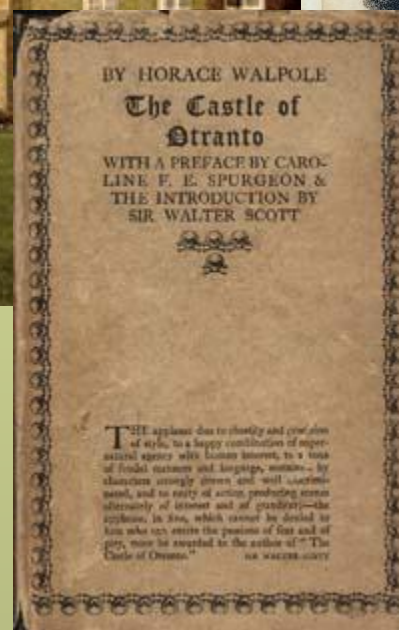 BY HORACE WALPOLE
The Castle of
Otranto
WITH A PREFACE BY CARO-
LINE F. E. SPURGEON &
THE INTRODUCTION BY
SIR WALTER SCOTT
THE applause due to chastity and precision
of style, to a happy combination of super-
natural agency with human interest, to a tone
of feudal manners and language, sustained by
characters strongly drawn and well discrimi-
nated, and to unity of action producing scenes
alternately of interest and of grandeur;—the
applause, in fine, which cannot be denied to
him who can excite the passions of fear and of
pity, must be awarded to the author of "The
Castle of Otranto."
SIR WALTER SCOTT